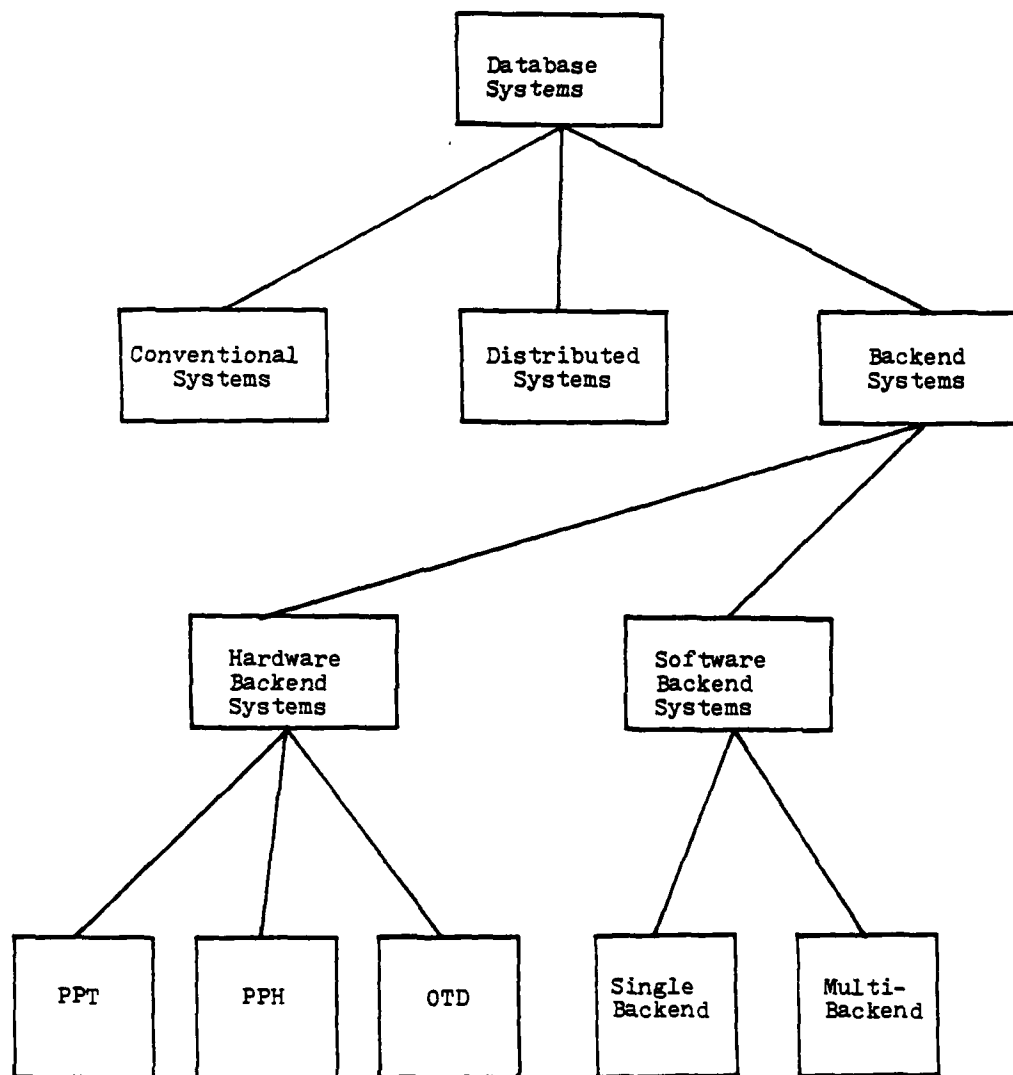 Database
Systems
Conventional
Systems
Distributed
Systems
Backend
Systems
Hardware
Backend
Systems
Software
Backend
Systems
PPT
PPH
OTD
Single
Backend
Multi-
Backend